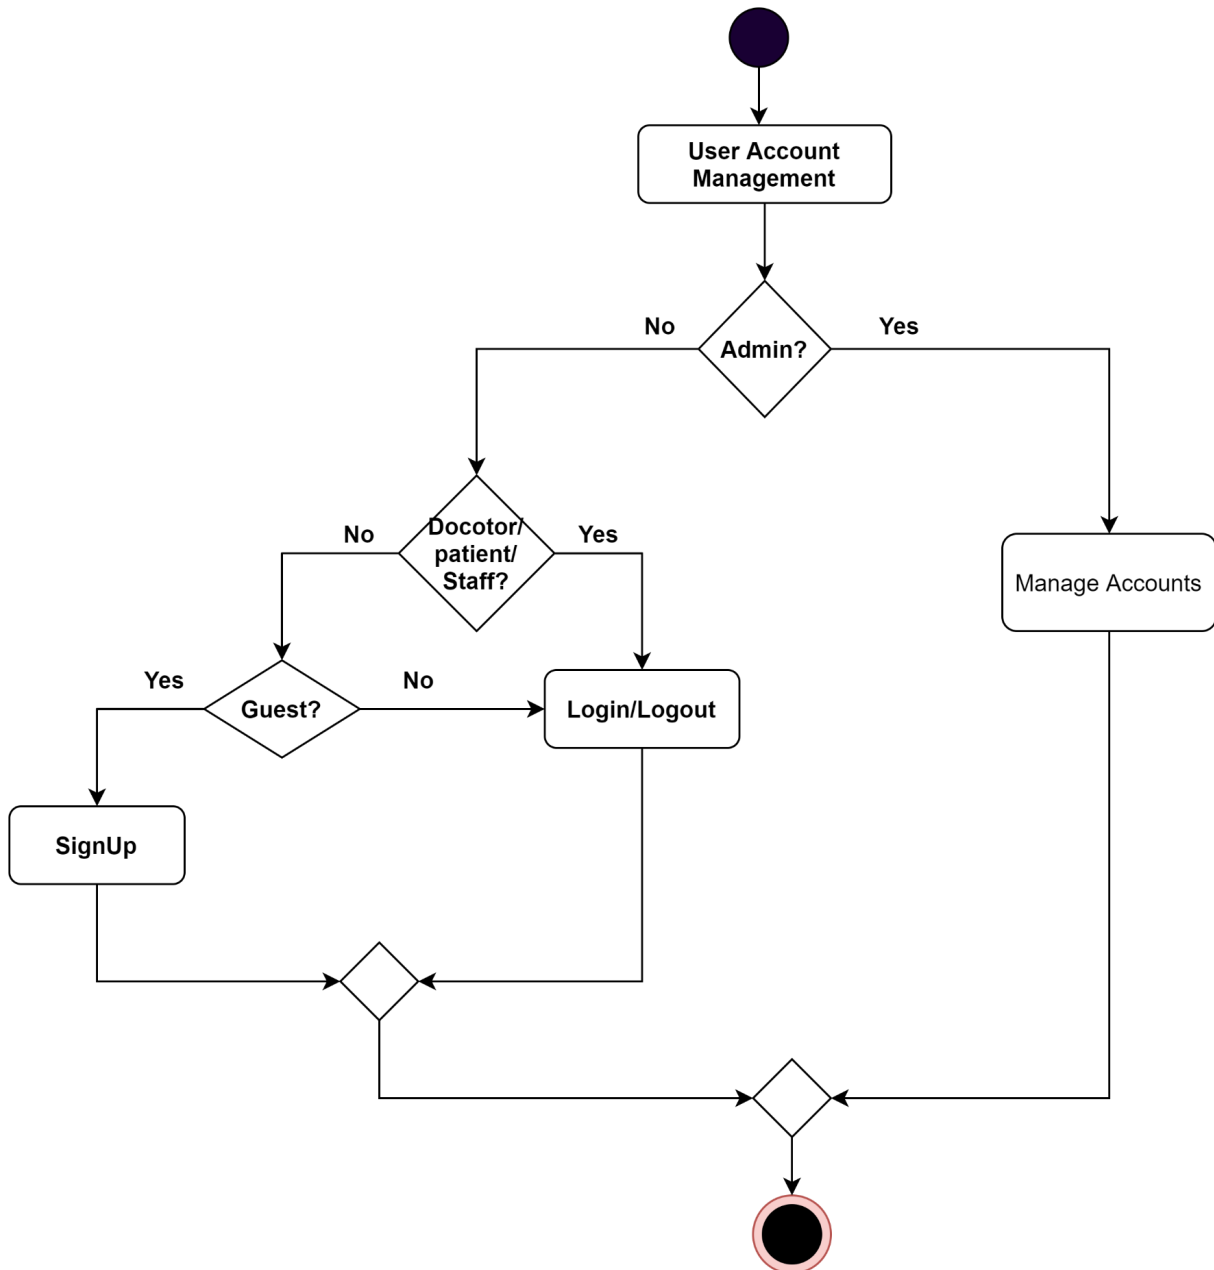 User Account
Management
No
Yes
Admin?
No
Docotor/
patient/
Staff?
Yes
Manage Accounts
Yes
Guest?
No
Login/Logout
SignUp